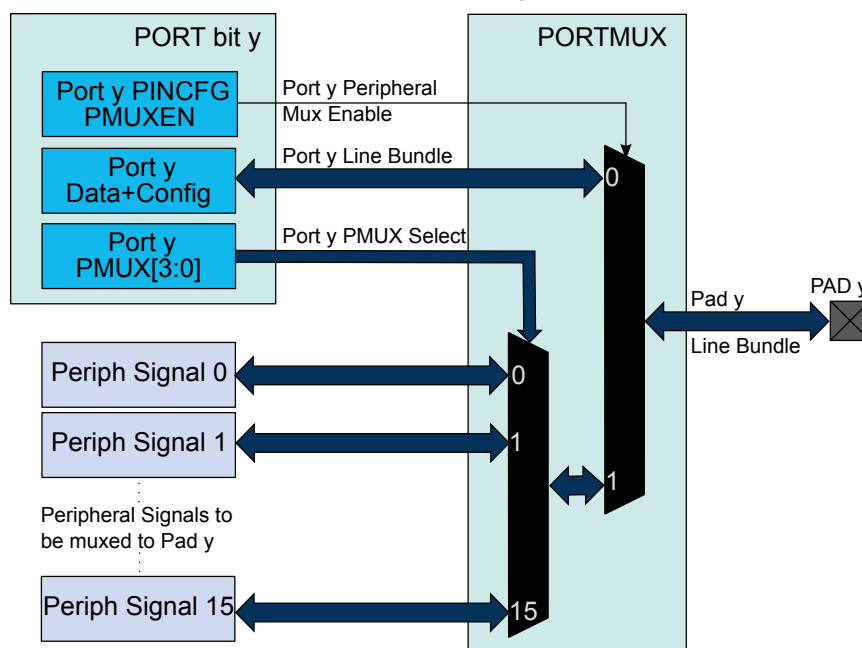 PORT bit y
PORTMUX
Port y PINCFG
PMUXEN
Port y Peripheral
Mux Enable
Port y
Data+Config
Port y Line Bundle
0
Port y
PMUX[3:0]
Port y PMUX Select
Pad y
Line Bundle
PAD y
Periph Signal 0
0
Periph Signal 1
1
1
Peripheral Signals to
be muxed to Pad y
Periph Signal 15
15